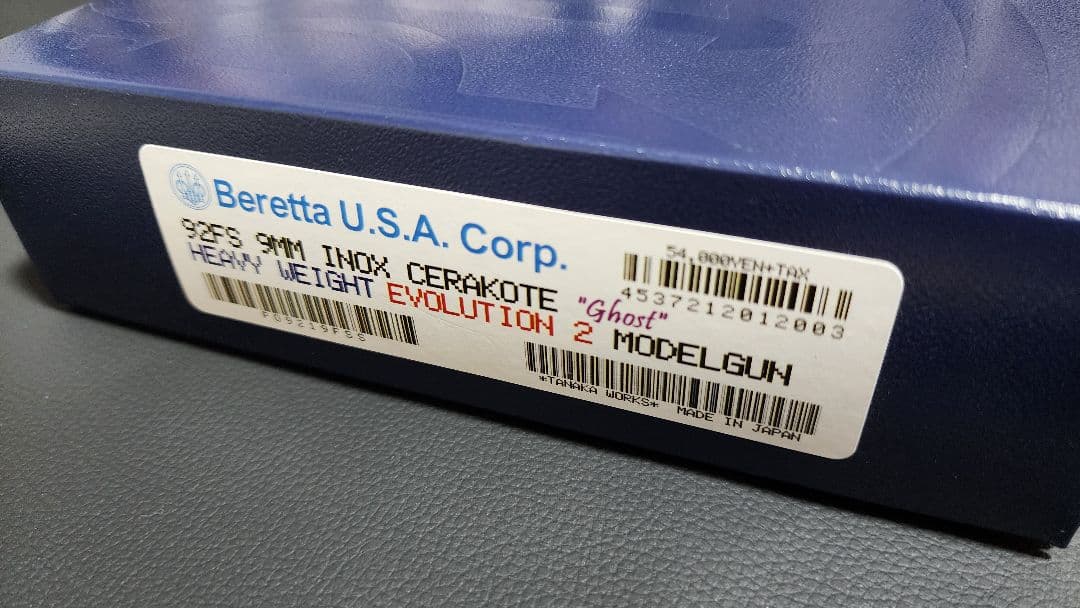 Beretta U.S.A. Corp.
54,000YEN+TAX
4537212012003
92FS 9MM INOX CERAKOTE "Ghost"
HEAVY WEIGHT EVOLUTION 2 MODELGUN
*TANAKA WORKS* MADE IN JAPAN